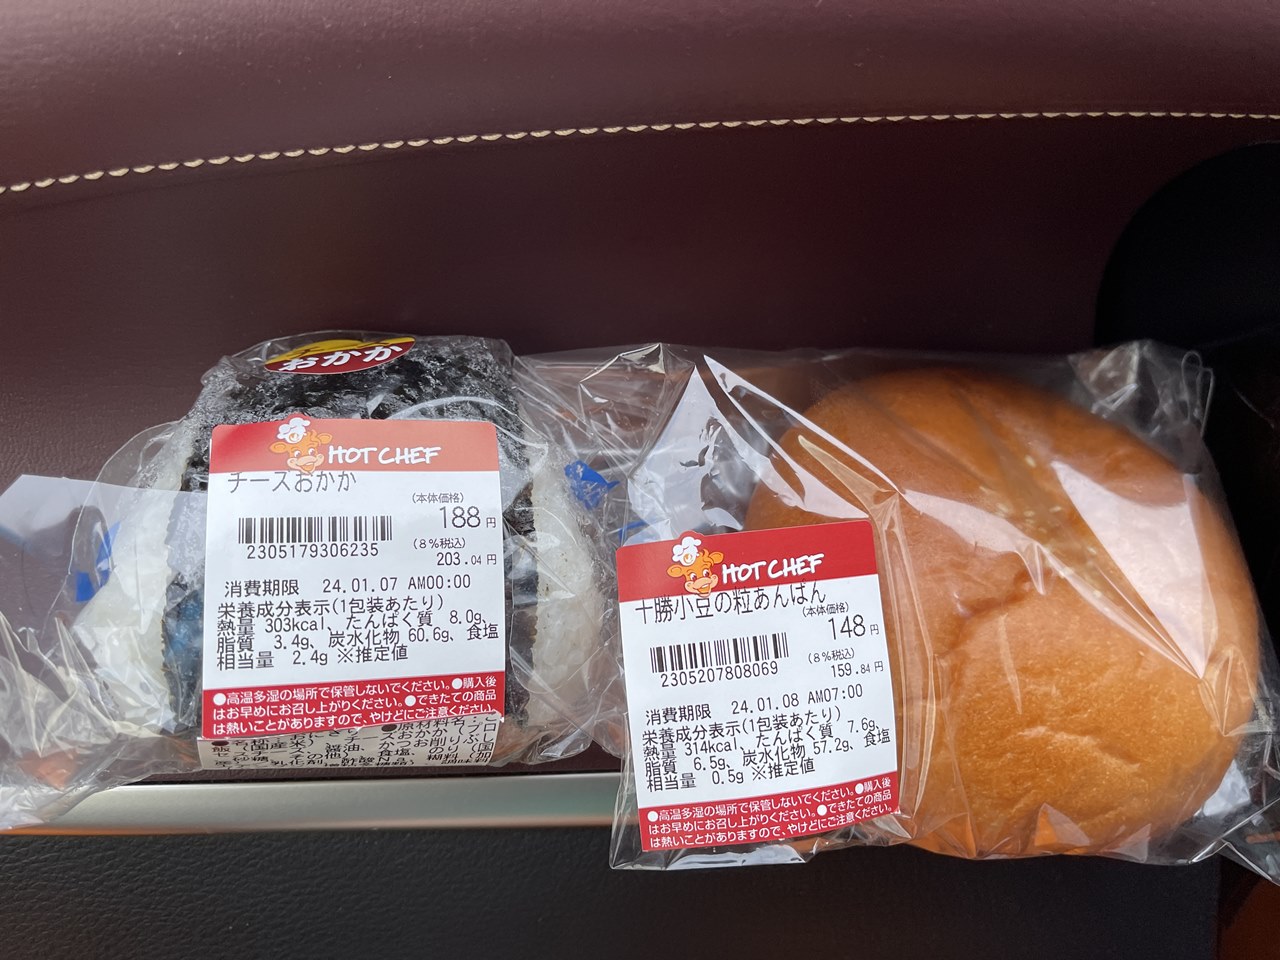 おかか
HOT CHEF
チーズおかか
(本体価格)
188円
2305179306235
(8%税込)
203.04円
消費期限 24.01.07 AM00:00
栄養成分表示(1包装あたり)
熱量 303kcal、たんぱく質 8.0g、
脂質 3.4g、炭水化物 60.6g、食塩
相当量 2.4g ※推定値
●高温多湿の場所で保管しないでください。●購入後
はお早めにお召し上がりください。●できたての商品
は熱いことがありますので、やけどにご注意ください。
HOT CHEF
十勝小豆の粒あんぱん
(本体価格)
148円
2305207808069
(8%税込)
159.84円
消費期限 24.01.08 AM07:00
栄養成分表示(1包装あたり)
熱量 314kcal、たんぱく質 7.6g、
脂質 6.5g、炭水化物 57.2g、食塩
相当量 0.5g ※推定値
●高温多湿の場所で保管しないでください。●購入後
はお早めにお召し上がりください。●できたての商品
は熱いことがありますので、やけどにご注意ください。